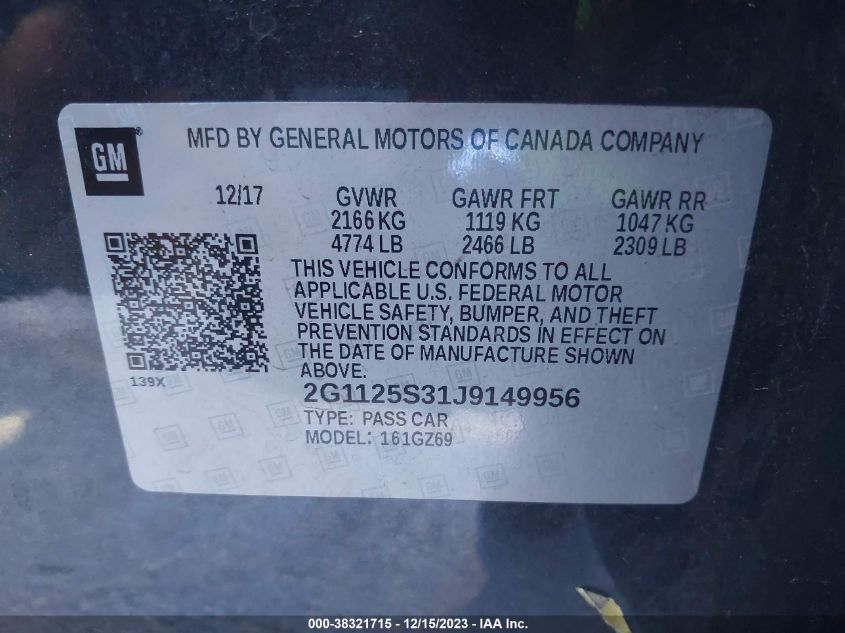 GM
MFD BY GENERAL MOTORS OF CANADA COMPANY
12/17 GVWR GAWR FRT GAWR RR
2166 KG 1119 KG 1047 KG
4774 LB 2466 LB 2309 LB
THIS VEHICLE CONFORMS TO ALL
APPLICABLE U.S. FEDERAL MOTOR
VEHICLE SAFETY, BUMPER, AND THEFT
PREVENTION STANDARDS IN EFFECT ON
THE DATE OF MANUFACTURE SHOWN
ABOVE.
139X
2G1125S31J9149956
TYPE: PASS CAR
MODEL: 161GZ69
000-38321715 - 12/15/2023 - IAA Inc.